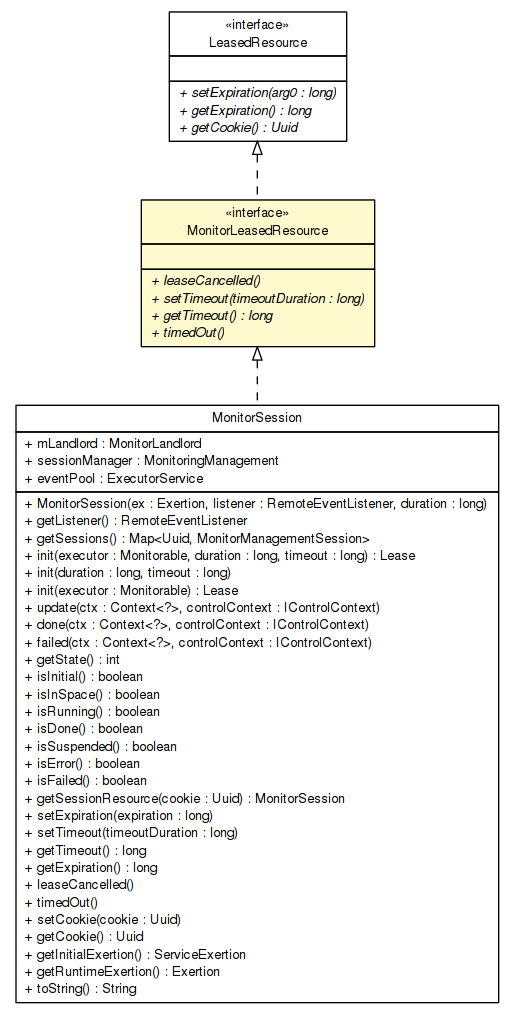 «interface»
LeasedResource
+ setExpiration(arg0 : long)
+ getExpiration() : long
+ getCookie() : Uuid
«interface»
MonitorLeasedResource
+ leaseCancelled()
+ setTimeout(timeoutDuration : long)
+ getTimeout() : long
+ timedOut()
MonitorSession
+ mLandlord : MonitorLandlord
+ sessionManager : MonitoringManagement
+ eventPool : ExecutorService
+ MonitorSession(ex : Exertion, listener : RemoteEventListener, duration : long)
+ getListener() : RemoteEventListener
+ getSessions() : Map<Uuid, MonitorManagementSession>
+ init(executor : Monitorable, duration : long, timeout : long) : Lease
+ init(duration : long, timeout : long)
+ init(executor : Monitorable) : Lease
+ update(ctx : Context<?>, controlContext : IControlContext)
+ done(ctx : Context<?>, controlContext : IControlContext)
+ failed(ctx : Context<?>, controlContext : IControlContext)
+ getState() : int
+ isInitial() : boolean
+ isInSpace() : boolean
+ isRunning() : boolean
+ isDone() : boolean
+ isSuspended() : boolean
+ isError() : boolean
+ isFailed() : boolean
+ getSessionResource(cookie : Uuid) : MonitorSession
+ setExpiration(expiration : long)
+ setTimeout(timeoutDuration : long)
+ getTimeout() : long
+ getExpiration() : long
+ leaseCancelled()
+ timedOut()
+ setCookie(cookie : Uuid)
+ getCookie() : Uuid
+ getInitialExertion() : ServiceExertion
+ getRuntimeExertion() : Exertion
+ toString() : String